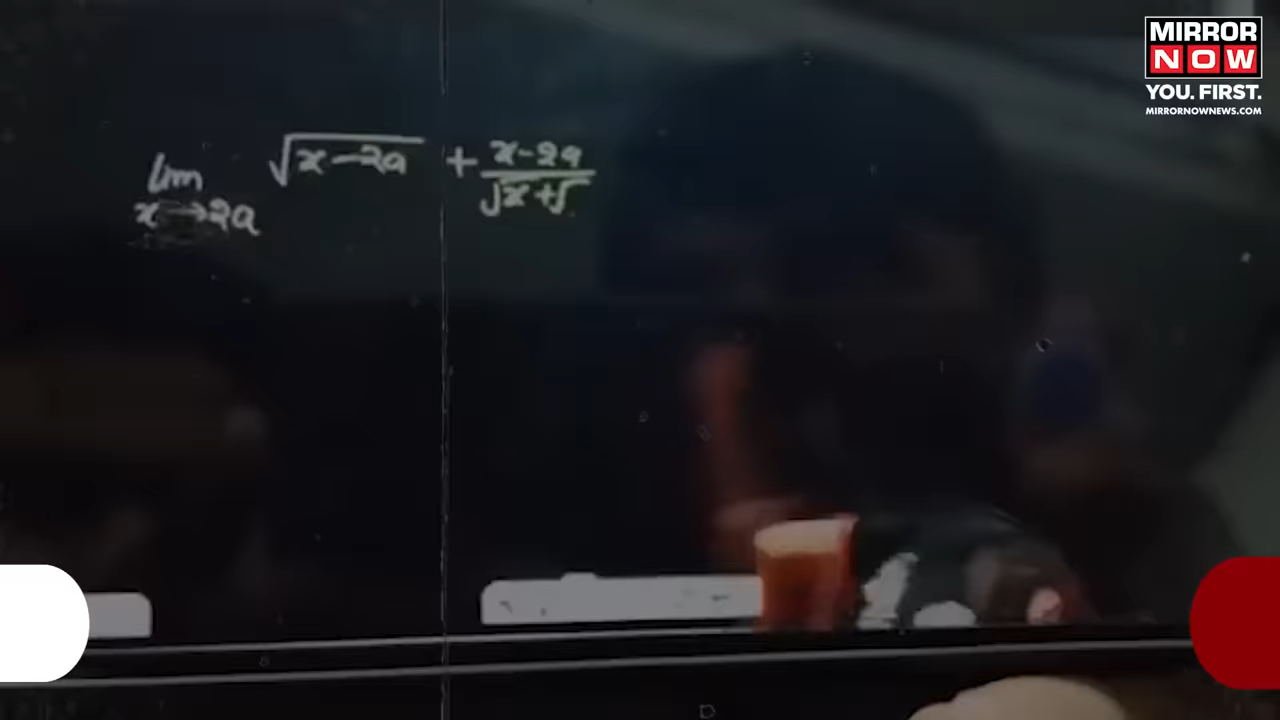 MIRROR
NOW
YOU. FIRST.
MIRRORNOWNEWS.COM
lim
x→2a
√x-2a + x-2a
√x+√